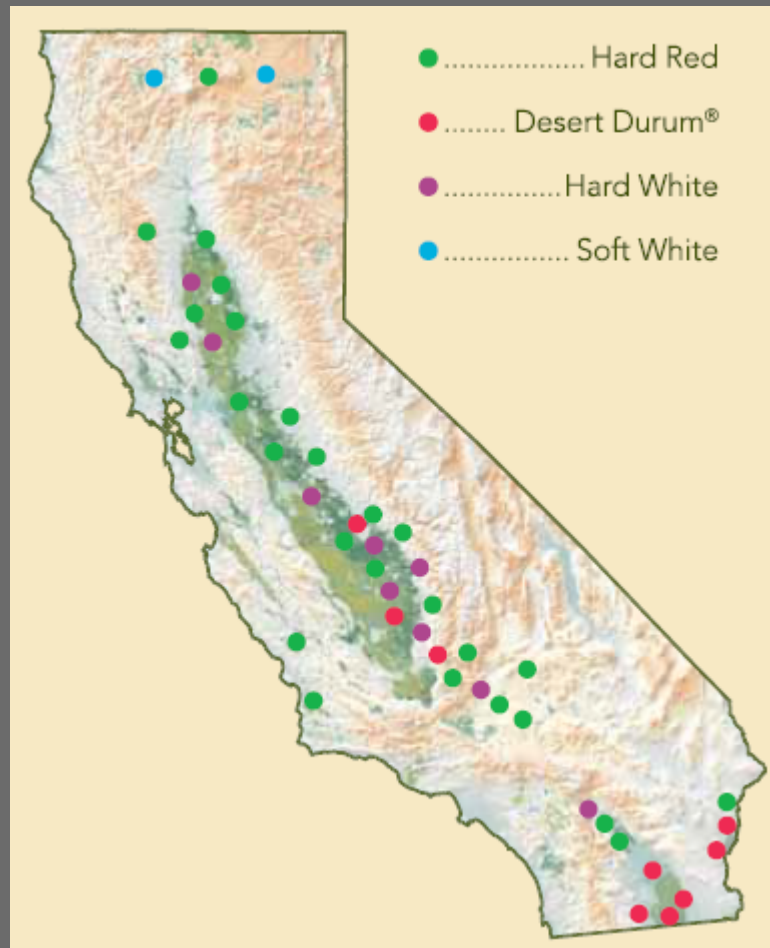 .................. Hard Red
........ Desert Durum®
............... Hard White
................ Soft White